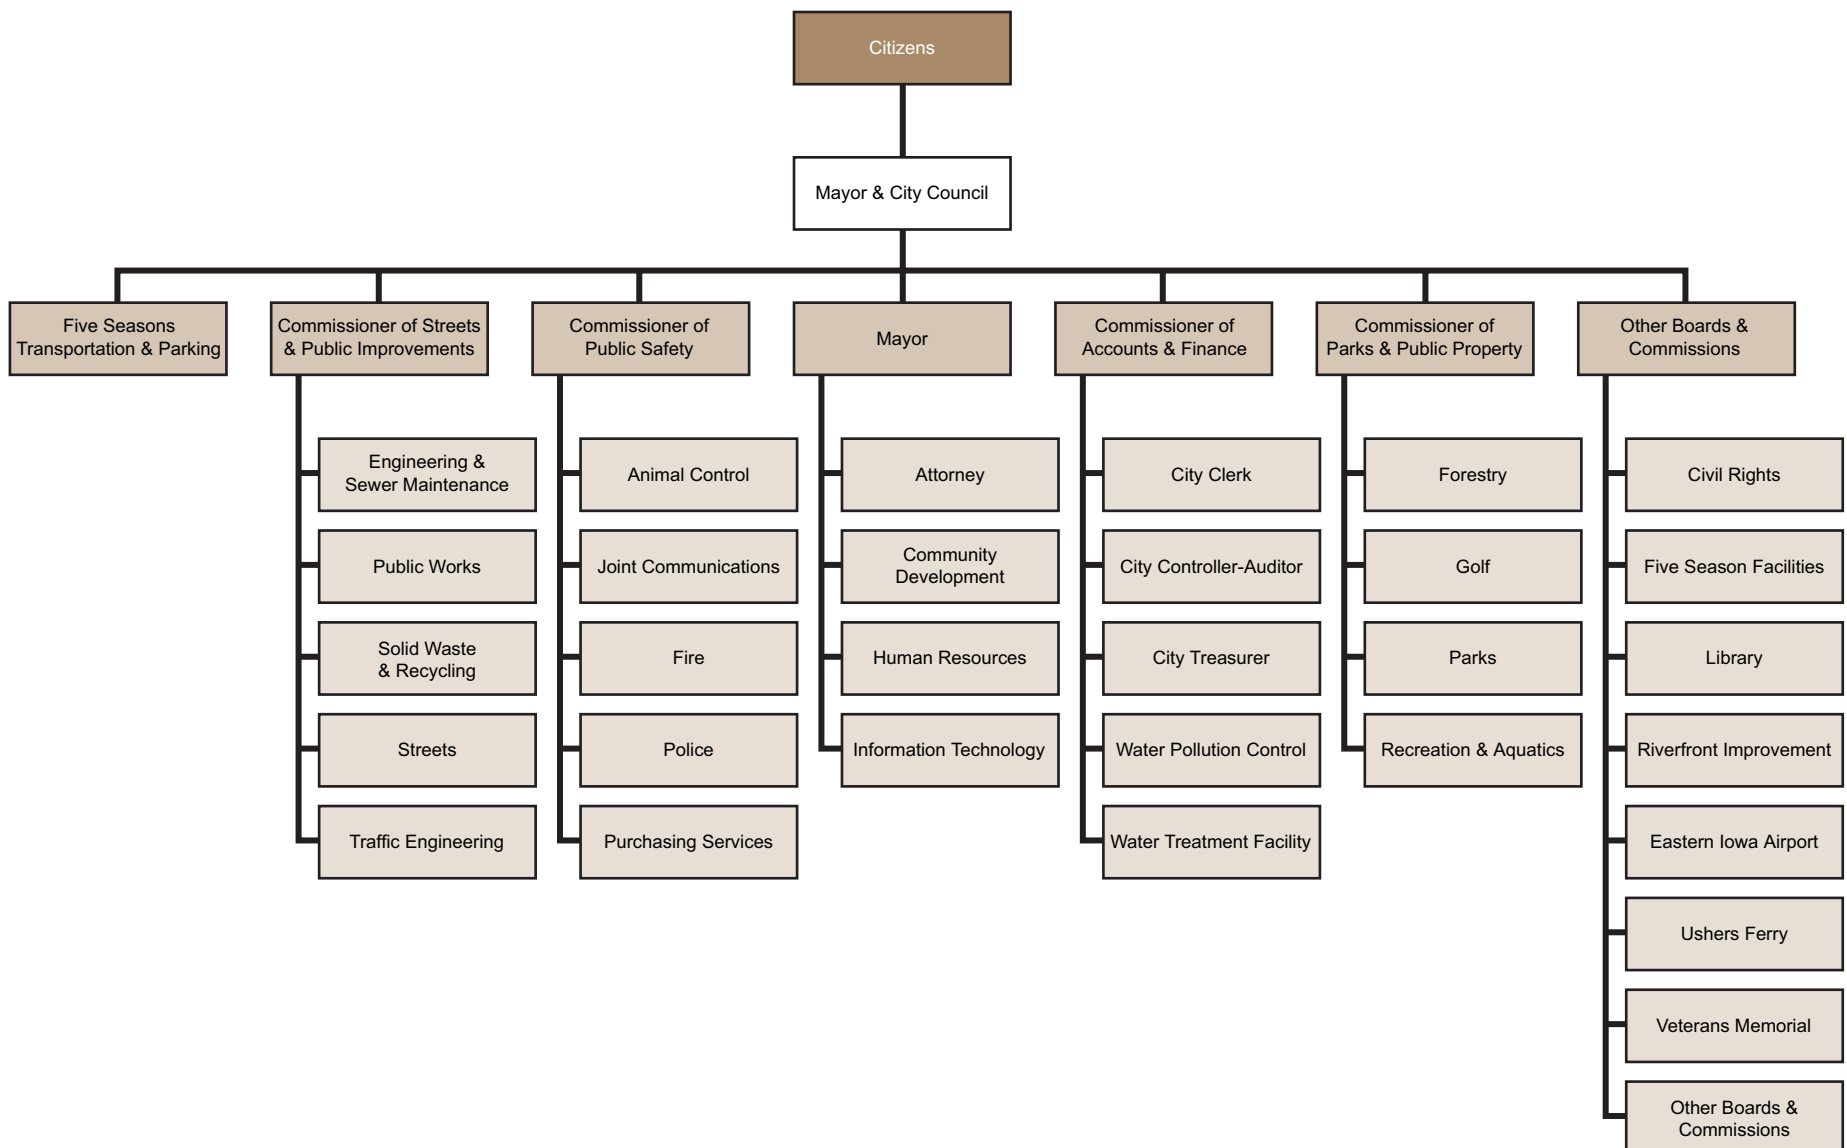 Citizens
Mayor & City Council
Five Seasons
Transportation & Parking
Commissioner of Streets
& Public Improvements
Commissioner of
Public Safety
Mayor
Commissioner of
Accounts & Finance
Commissioner of
Parks & Public Property
Other Boards &
Commissions
Engineering &
Sewer Maintenance
Public Works
Solid Waste
& Recycling
Streets
Traffic Engineering
Animal Control
Joint Communications
Fire
Police
Purchasing Services
Attorney
Community
Development
Human Resources
Information Technology
City Clerk
City Controller-Auditor
City Treasurer
Water Pollution Control
Water Treatment Facility
Forestry
Golf
Parks
Recreation & Aquatics
Civil Rights
Five Season Facilities
Library
Riverfront Improvement
Eastern Iowa Airport
Ushers Ferry
Veterans Memorial
Other Boards &
Commissions